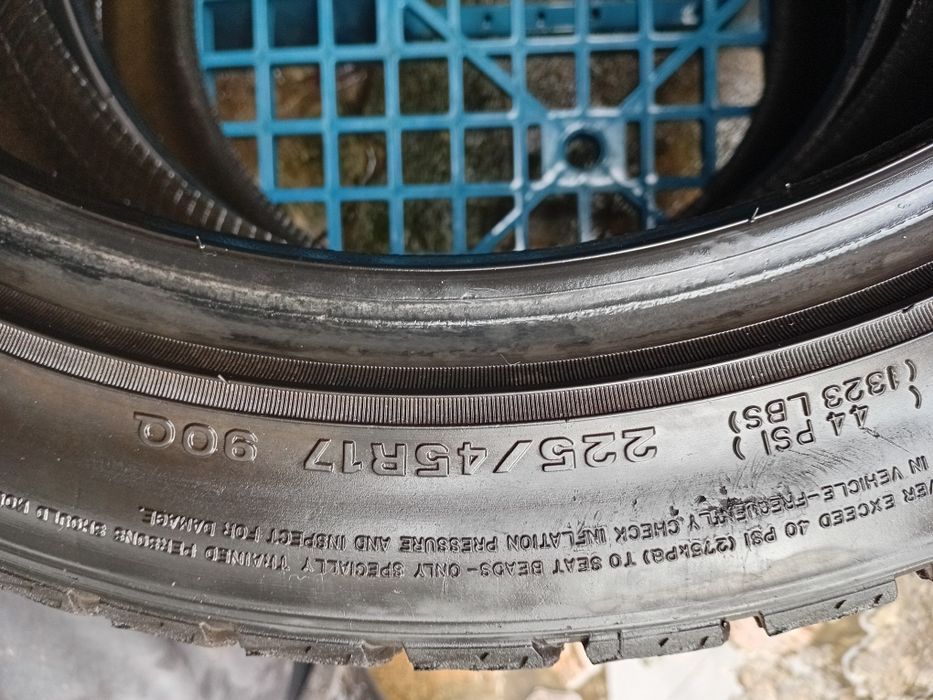 44 PSI)
(1323 LBS)
225/45R17 90Q
EXCEED 40 PSI (275kPa) TO SEAT BEADS-ONLY SPECIALLY TRAINED PERSONS SHOULD
IN VEHICLE-FREQUENTLY CHECK INFLATION PRESSURE AND INSPECT FOR DAMAGE.